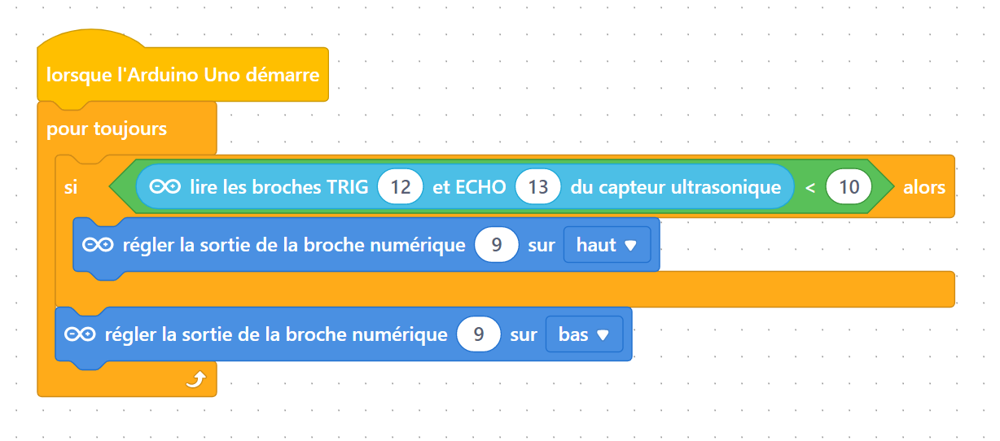 lorsque l'Arduino Uno démarre
pour toujours
si lire les broches TRIG 12 et ECHO 13 du capteur ultrasonique < 10 alors
régler la sortie de la broche numérique 9 sur haut
régler la sortie de la broche numérique 9 sur bas